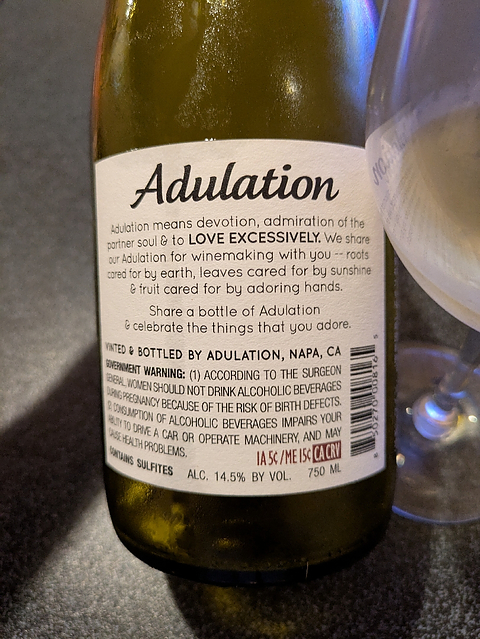 Adulation
Adulation means devotion, admiration of the
partner soul & to LOVE EXCESSIVELY. We share
our Adulation for winemaking with you -- roots
cared for by earth, leaves cared for by sunshine
& fruit cared for by adoring hands.
Share a bottle of Adulation
& celebrate the things that you adore.
VINTED & BOTTLED BY ADULATION, NAPA, CA
GOVERNMENT WARNING: (1) ACCORDING TO THE SURGEON
GENERAL, WOMEN SHOULD NOT DRINK ALCOHOLIC BEVERAGES
DURING PREGNANCY BECAUSE OF THE RISK OF BIRTH DEFECTS.
(2) CONSUMPTION OF ALCOHOLIC BEVERAGES IMPAIRS YOUR
ABILITY TO DRIVE A CAR OR OPERATE MACHINERY, AND MAY
CAUSE HEALTH PROBLEMS.
IA 5¢/ME 15¢ CA CRV
CONTAINS SULFITES ALC. 14.5% BY VOL. 750 ML